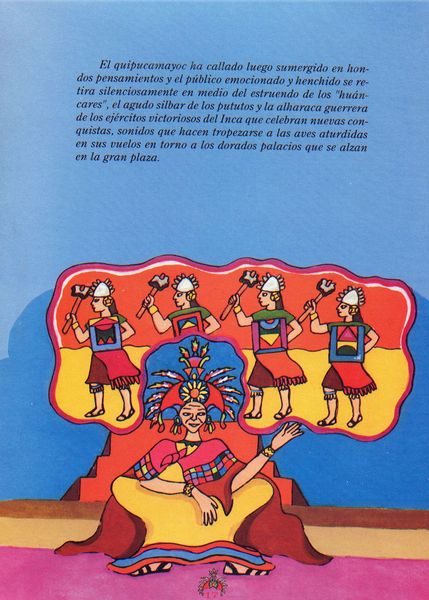 El quipucamayoc ha callado luego sumergido en hon-
dos pensamientos y el público emocionado y henchido se re-
tira silenciosamente en medio del estruendo de los "huán-
cares", el agudo silbar de los pututos y la alharaca guerrera
de los ejércitos victoriosos del Inca que celebran nuevas con-
quistas, sonidos que hacen tropezarse a las aves aturdidas
en sus vuelos en torno a los dorados palacios que se alzan
en la gran plaza.